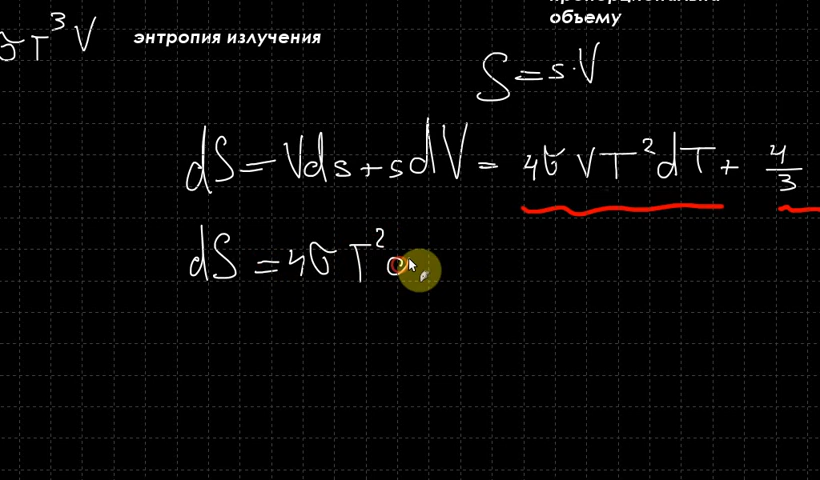 объему
σT³V энтропия излучения
S = s·V
dS = Vds + sdV = 4σVT²dT + 4/3
dS = 4σT²